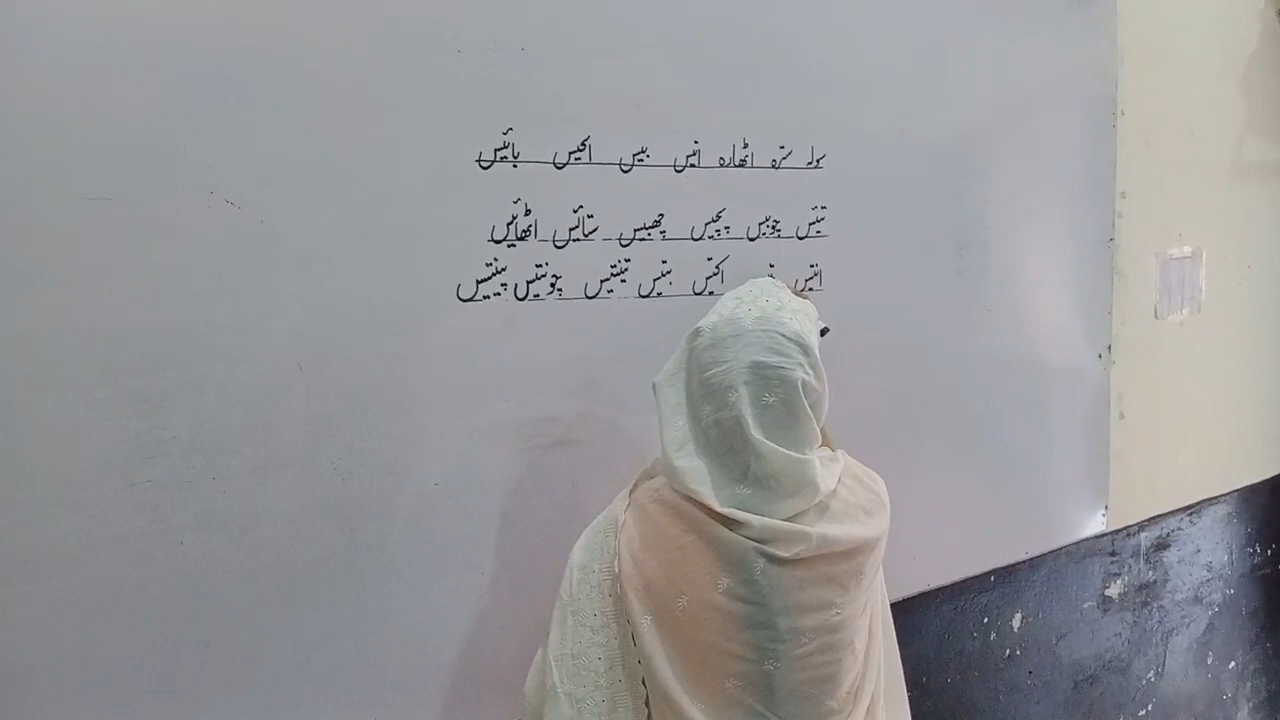 سولہ سترہ اٹھارہ انیس بیس اکیس بائیس
تیئس چوبیس پچیس چھبیس ستائیس اٹھائیس
انتیس اکتیس بتیس تینتیس چونتیس پینتیس